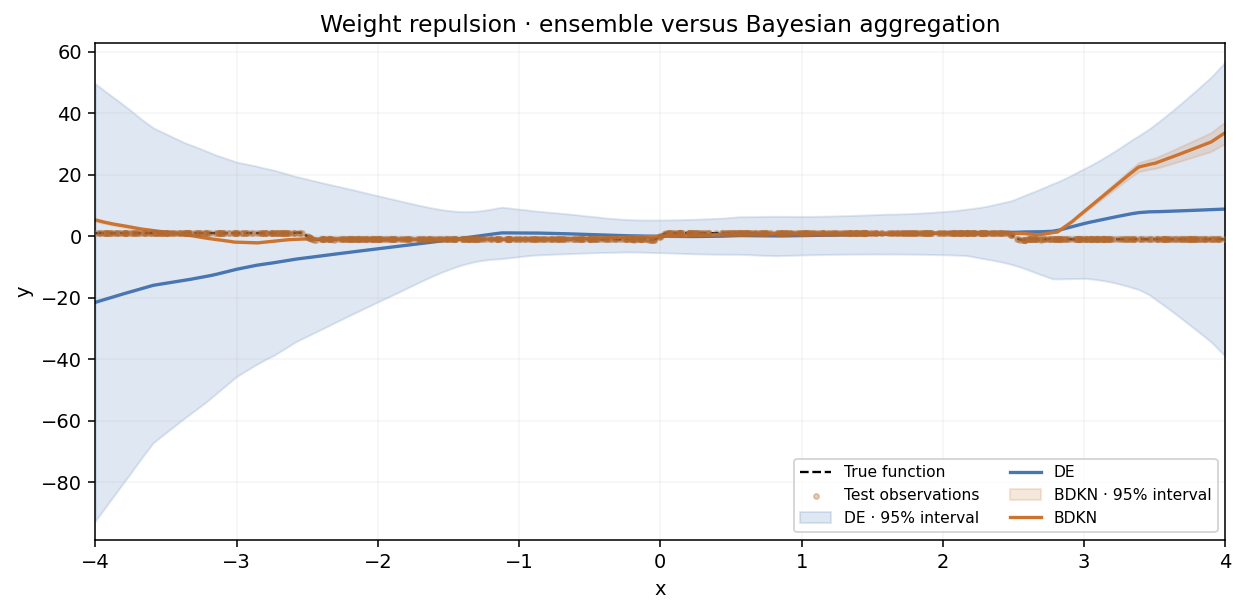 Weight repulsion · ensemble versus Bayesian aggregation
60
40
20
0
−20
−40
−60
−80
y
−4
−3
−2
−1
0
1
2
3
4
x
True function
Test observations
DE · 95% interval
DE
BDKN · 95% interval
BDKN